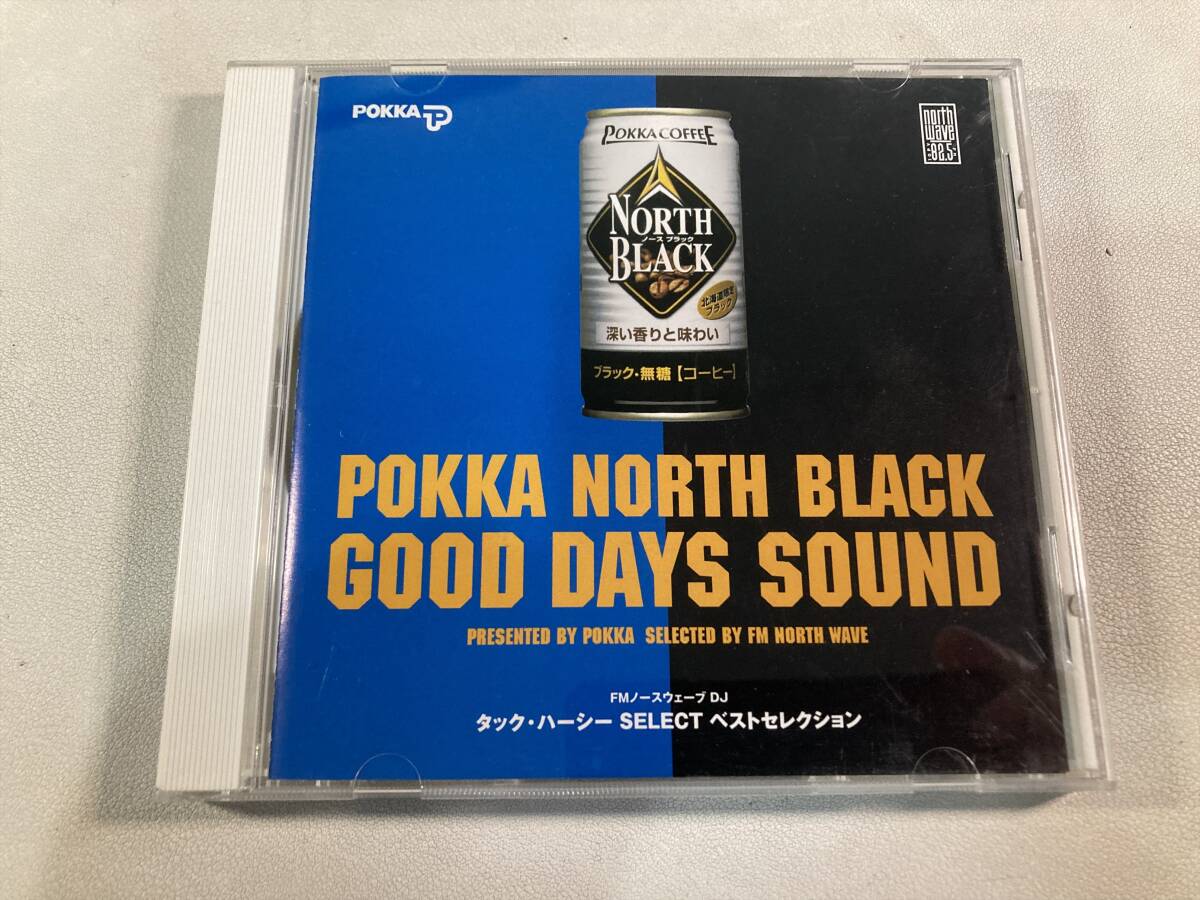 POKKA
north
wave
82.5
POKKA COFFEE
NORTH
ノース ブラック
BLACK
北海道限定
ブラック
深い香りと味わい
ブラック・無糖【コーヒー】
POKKA NORTH BLACK
GOOD DAYS SOUND
PRESENTED BY POKKA SELECTED BY FM NORTH WAVE
FMノースウェーブ DJ
タック・ハーシー SELECT ベストセレクション